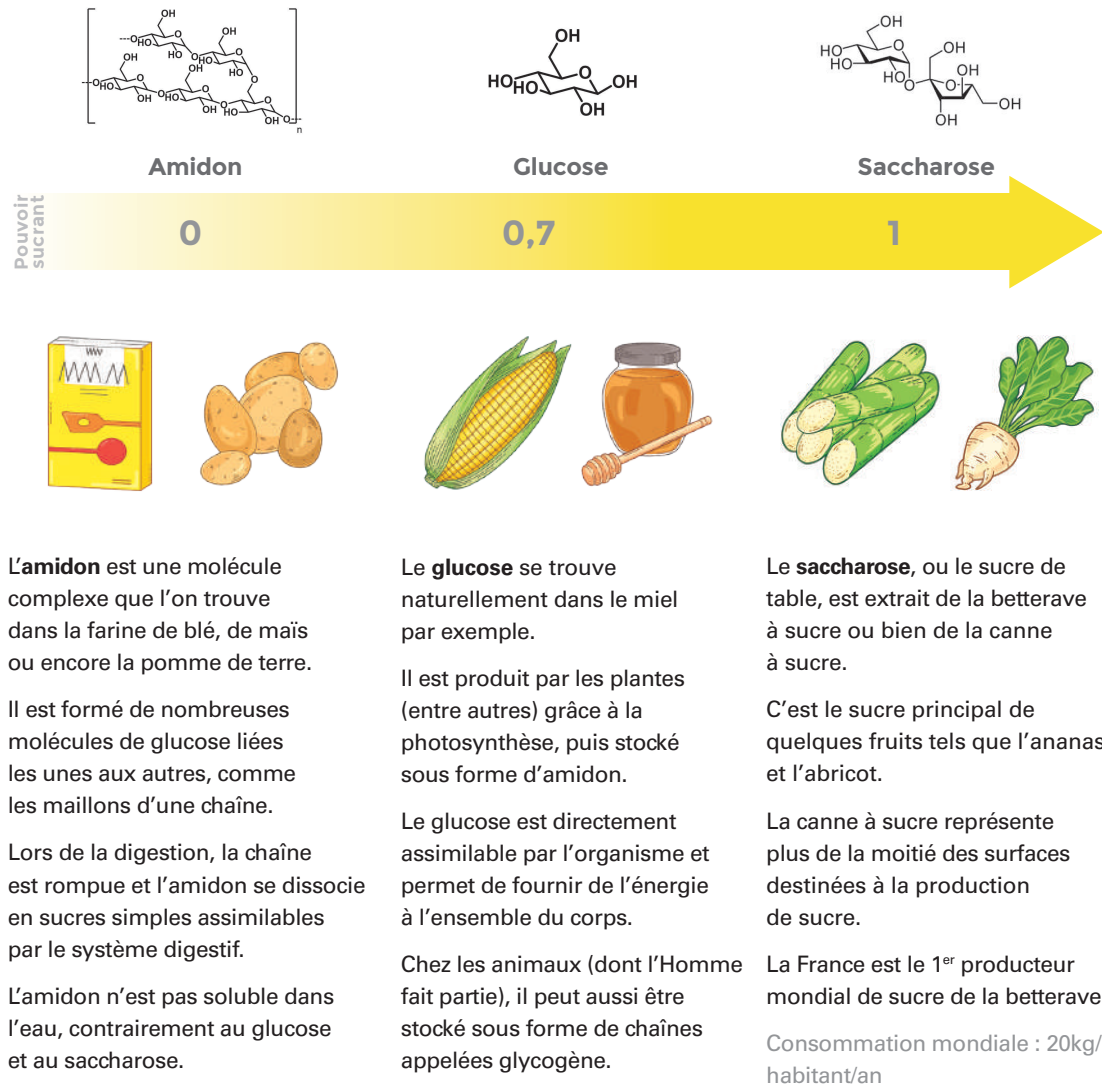 Amidon
Glucose
Saccharose
Pouvoir
sucrant
0
0,7
1
L'amidon est une molécule
complexe que l'on trouve
dans la farine de blé, de maïs
ou encore la pomme de terre.
Il est formé de nombreuses
molécules de glucose liées
les unes aux autres, comme
les maillons d'une chaîne.
Lors de la digestion, la chaîne
est rompue et l'amidon se dissocie
en sucres simples assimilables
par le système digestif.
L'amidon n'est pas soluble dans
l'eau, contrairement au glucose
et au saccharose.
Le glucose se trouve
naturellement dans le miel
par exemple.
Il est produit par les plantes
(entre autres) grâce à la
photosynthèse, puis stocké
sous forme d'amidon.
Le glucose est directement
assimilable par l'organisme et
permet de fournir de l'énergie
à l'ensemble du corps.
Chez les animaux (dont l'Homme
fait partie), il peut aussi être
stocké sous forme de chaînes
appelées glycogène.
Le saccharose, ou le sucre de
table, est extrait de la betterave
à sucre ou bien de la canne
à sucre.
C'est le sucre principal de
quelques fruits tels que l'ananas
et l'abricot.
La canne à sucre représente
plus de la moitié des surfaces
destinées à la production
de sucre.
La France est le 1er producteur
mondial de sucre de la betterave
Consommation mondiale : 20kg/
habitant/an